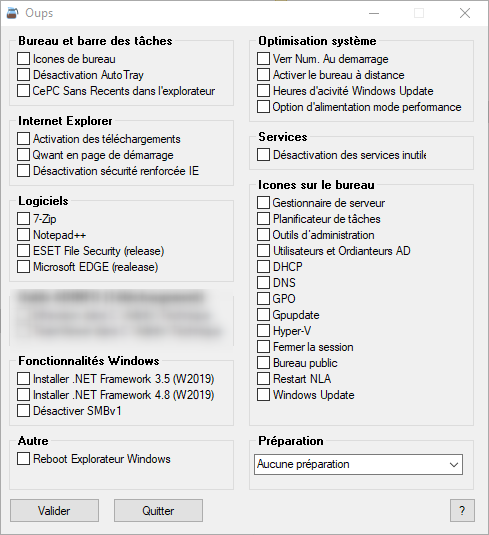 Oups
Bureau et barre des tâches
Icones de bureau
Désactivation AutoTray
CePC Sans Recents dans l'explorateur
Internet Explorer
Activation des téléchargements
Qwant en page de démarrage
Désactivation sécurité renforcée IE
Logiciels
7-Zip
Notepad++
ESET File Security (release)
Microsoft EDGE (realease)
Fonctionnalités Windows
Installer .NET Framework 3.5 (W2019)
Installer .NET Framework 4.8 (W2019)
Désactiver SMBv1
Autre
Reboot Explorateur Windows
Optimisation système
Verr Num. Au demarrage
Activer le bureau à distance
Heures d'acivité Windows Update
Option d'alimentation mode performance
Services
Désactivation des services inutile
Icones sur le bureau
Gestionnaire de serveur
Planificateur de tâches
Outils d'administration
Utilisateurs et Ordianteurs AD
DHCP
DNS
GPO
Gpupdate
Hyper-V
Fermer la session
Bureau public
Restart NLA
Windows Update
Préparation
Aucune préparation
Valider
Quitter
?